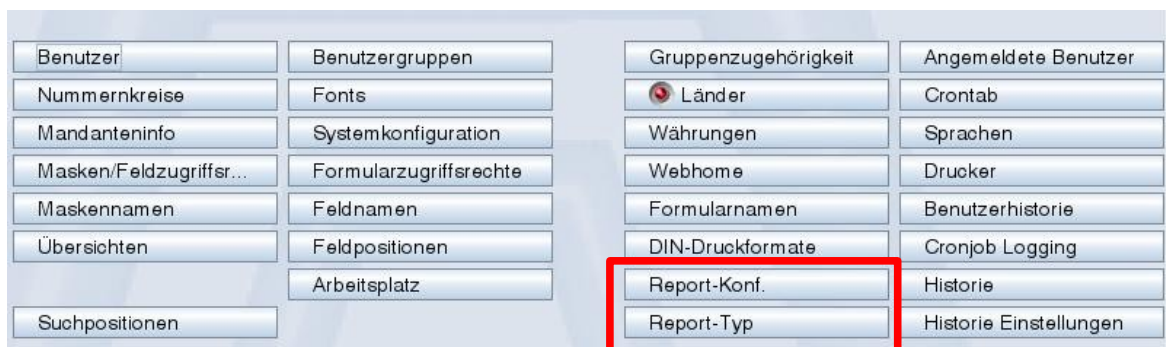 Benutzer Benutzergruppen Gruppenzugehörigkeit Angemeldete Benutzer
Nummernkreise Fonts Länder Crontab
Mandanteninfo Systemkonfiguration Währungen Sprachen
Masken/Feldzugriffsr... Formularzugriffsrechte Webhome Drucker
Maskennamen Feldnamen Formularnamen Benutzerhistorie
Übersichten Feldpositionen DIN-Druckformate Cronjob Logging
Arbeitsplatz Report-Konf. Historie
Suchpositionen Report-Typ Historie Einstellungen